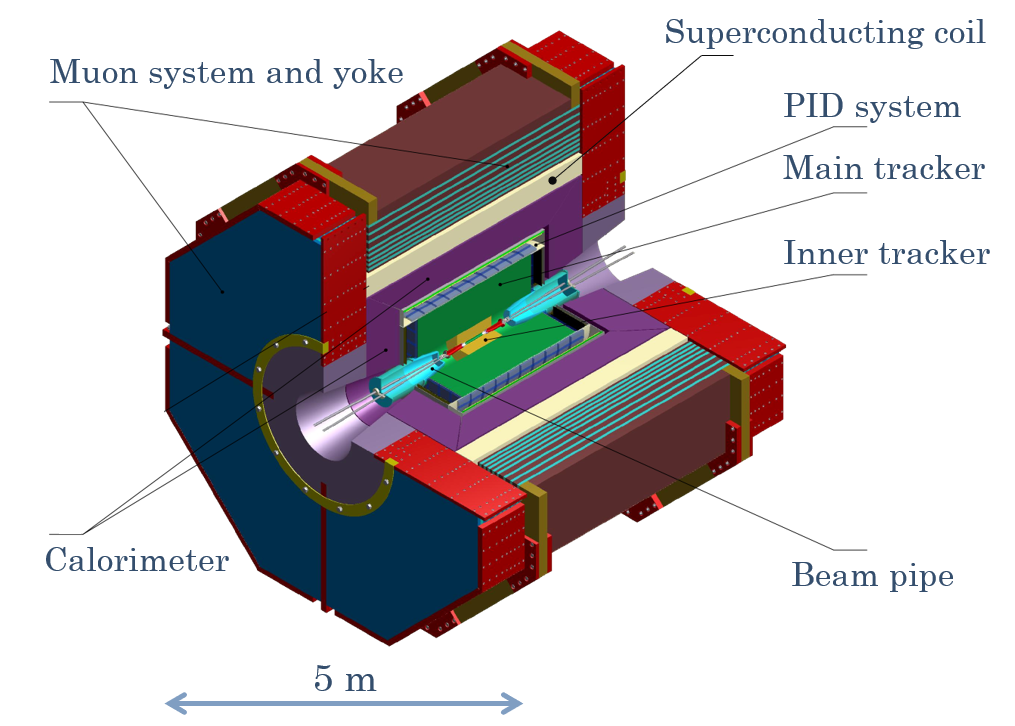 Superconducting coil
Muon system and yoke
PID system
Main tracker
Inner tracker
Calorimeter
Beam pipe
5 m